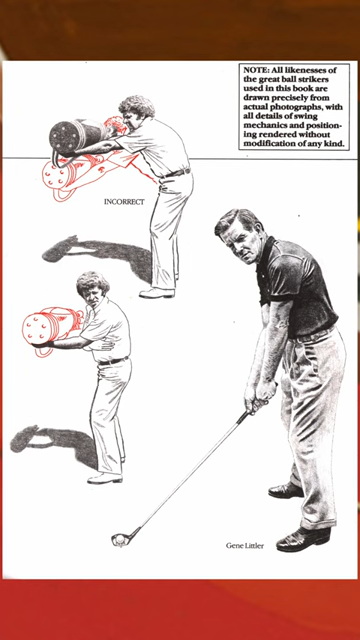 NOTE: All likenesses of
the great ball strikers
used in this book are
drawn precisely from
actual photographs, with
all details of swing
mechanics and position-
ing rendered without
modification of any kind.
INCORRECT
Gene Littler